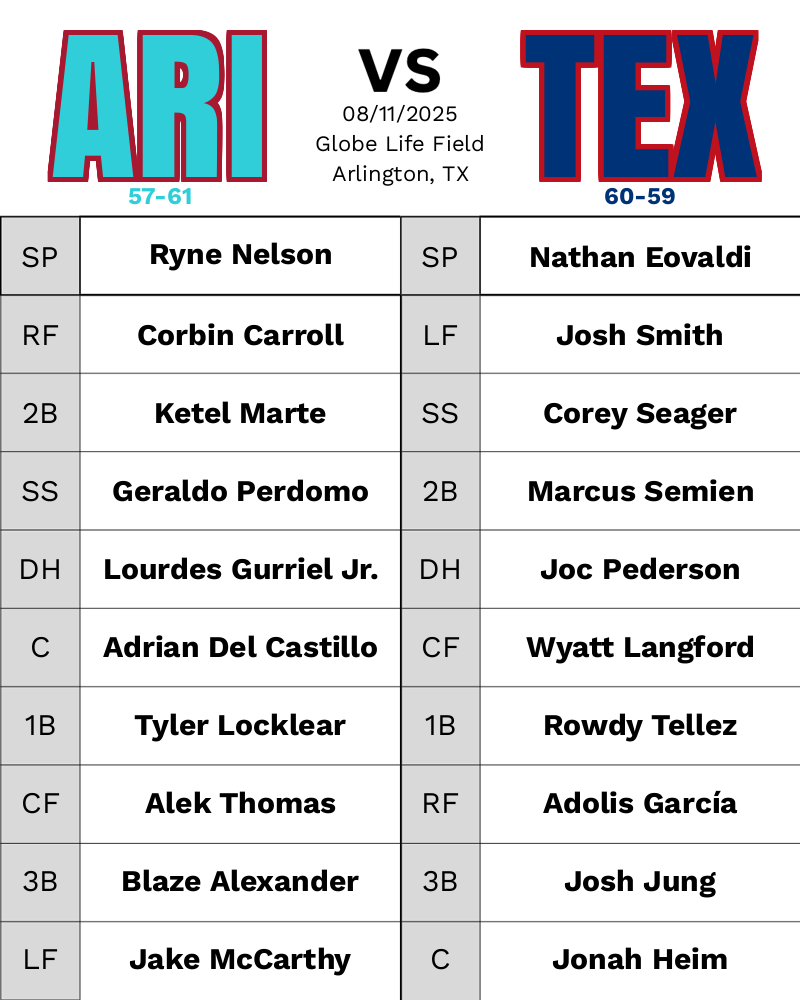 ARI
VS
TEX
08/11/2025
Globe Life Field
Arlington, TX
57-61
60-59
SP Ryne Nelson SP Nathan Eovaldi
RF Corbin Carroll LF Josh Smith
2B Ketel Marte SS Corey Seager
SS Geraldo Perdomo 2B Marcus Semien
DH Lourdes Gurriel Jr. DH Joc Pederson
C Adrian Del Castillo CF Wyatt Langford
1B Tyler Locklear 1B Rowdy Tellez
CF Alek Thomas RF Adolis García
3B Blaze Alexander 3B Josh Jung
LF Jake McCarthy C Jonah Heim